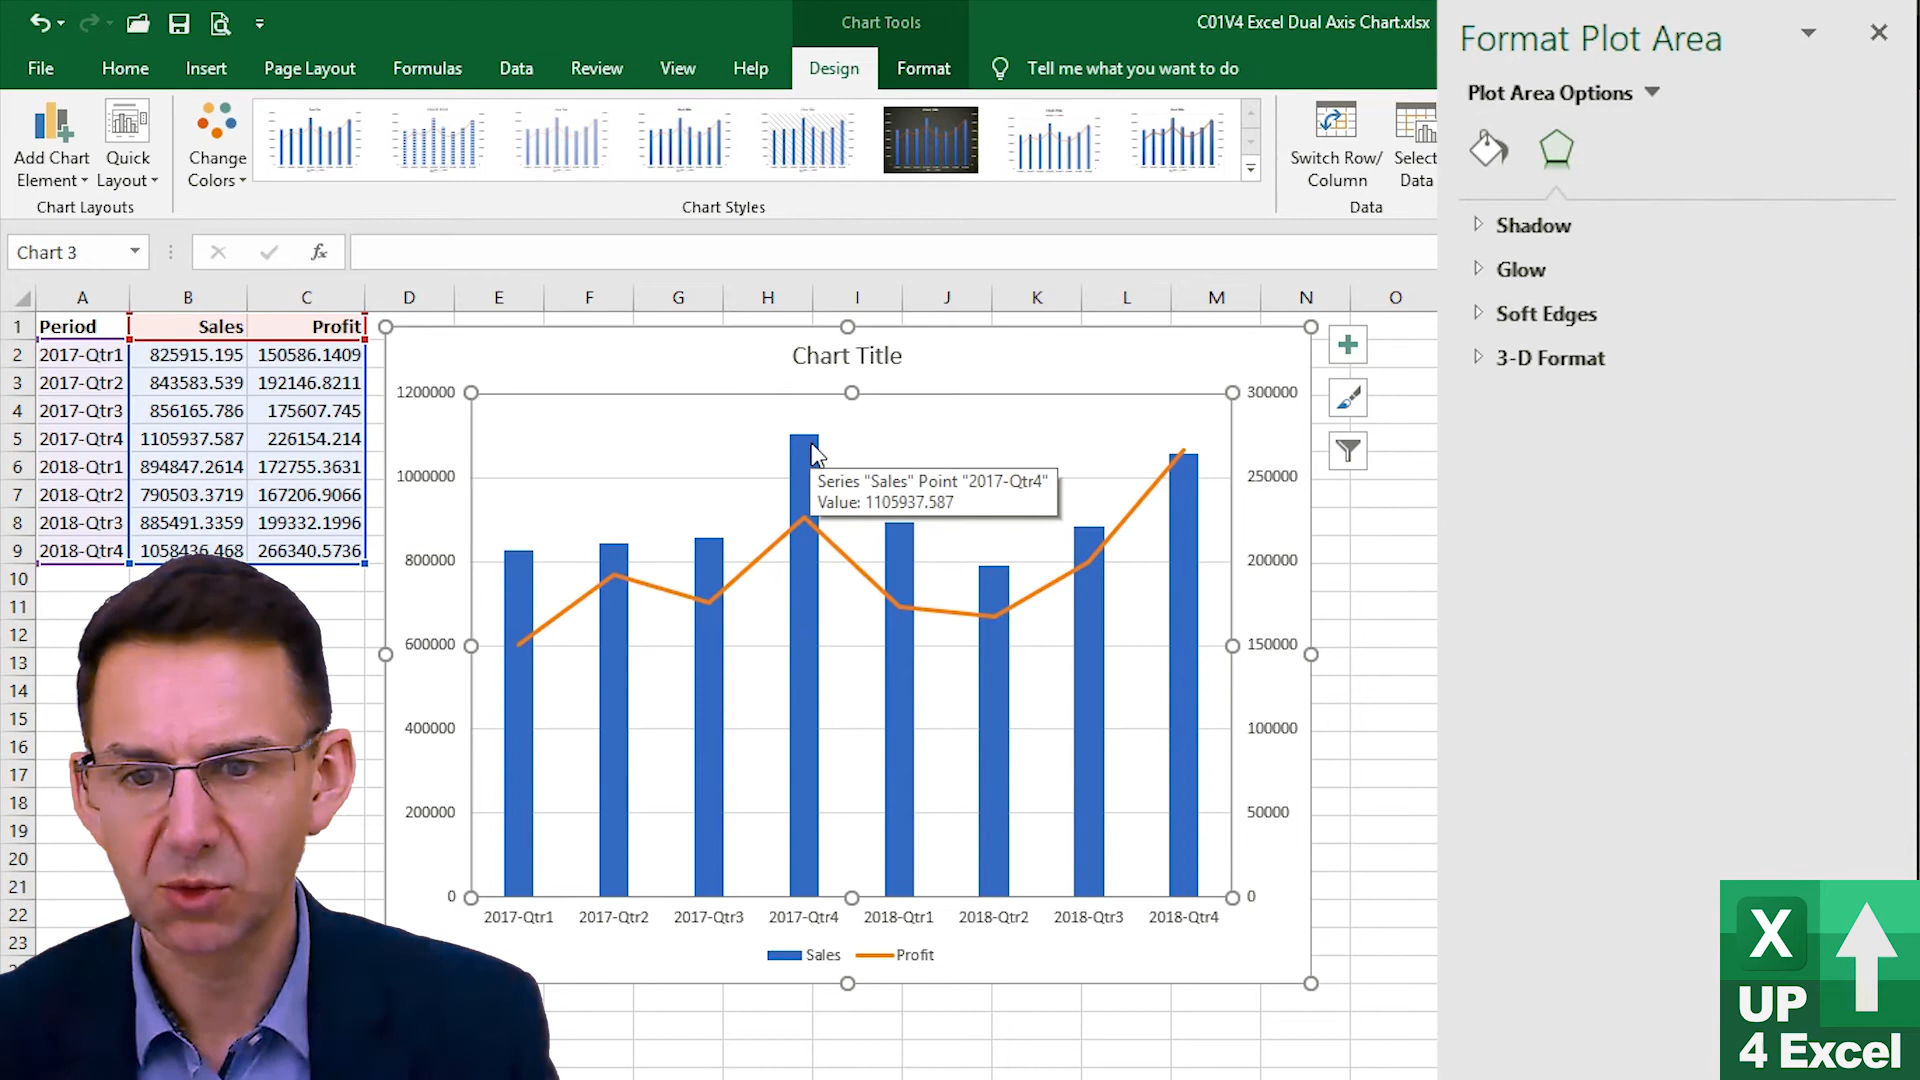 Chart Tools
C01V4 Excel Dual Axis Chart.xlsx
File Home Insert Page Layout Formulas Data Review View Help Design Format Tell me what you want to do
Add Chart Element
Quick Layout
Change Colors
Switch Row/ Column
Select Data
Chart Layouts
Chart Styles
Data
Chart 3
fx
A B C D E F G H I J K L M N O
1 Period Sales Profit
2 2017-Qtr1 825915.195 150586.1409
3 2017-Qtr2 843583.539 192146.8211
4 2017-Qtr3 856165.786 175607.745
5 2017-Qtr4 1105937.587 226154.214
6 2018-Qtr1 894847.2614 172755.3631
7 2018-Qtr2 790503.3719 167206.9066
8 2018-Qtr3 885491.3359 199332.1996
9 2018-Qtr4 1058436.468 266340.5736
10
11
12
13
14
15
16
17
18
19
20
21
22
23
Chart Title
1200000
1000000
800000
600000
400000
200000
0
300000
250000
200000
150000
100000
50000
0
Series "Sales" Point "2017-Qtr4"
Value: 1105937.587
2017-Qtr1 2017-Qtr2 2017-Qtr3 2017-Qtr4 2018-Qtr1 2018-Qtr2 2018-Qtr3 2018-Qtr4
Sales Profit
Format Plot Area
Plot Area Options
Shadow
Glow
Soft Edges
3-D Format
X
UP
4 Excel